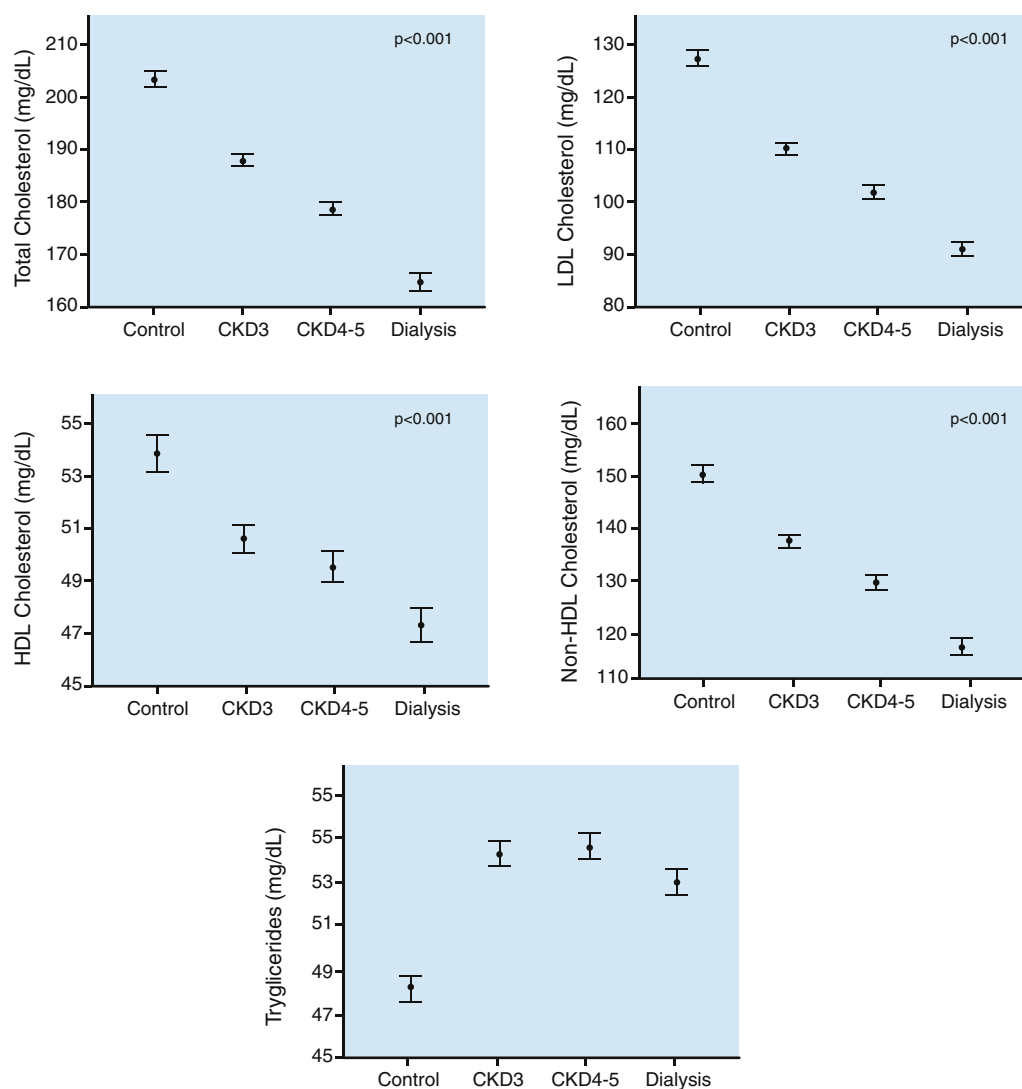 Total Cholesterol (mg/dL)
210
200
190
180
170
160
p<0.001
Control CKD3 CKD4-5 Dialysis
LDL Cholesterol (mg/dL)
130
120
110
100
90
80
p<0.001
Control CKD3 CKD4-5 Dialysis
HDL Cholesterol (mg/dL)
55
53
51
49
47
45
p<0.001
Control CKD3 CKD4-5 Dialysis
Non-HDL Cholesterol (mg/dL)
160
150
140
130
120
110
p<0.001
Control CKD3 CKD4-5 Dialysis
Tryglicerides (mg/dL)
55
55
53
51
49
47
45
Control CKD3 CKD4-5 Dialysis